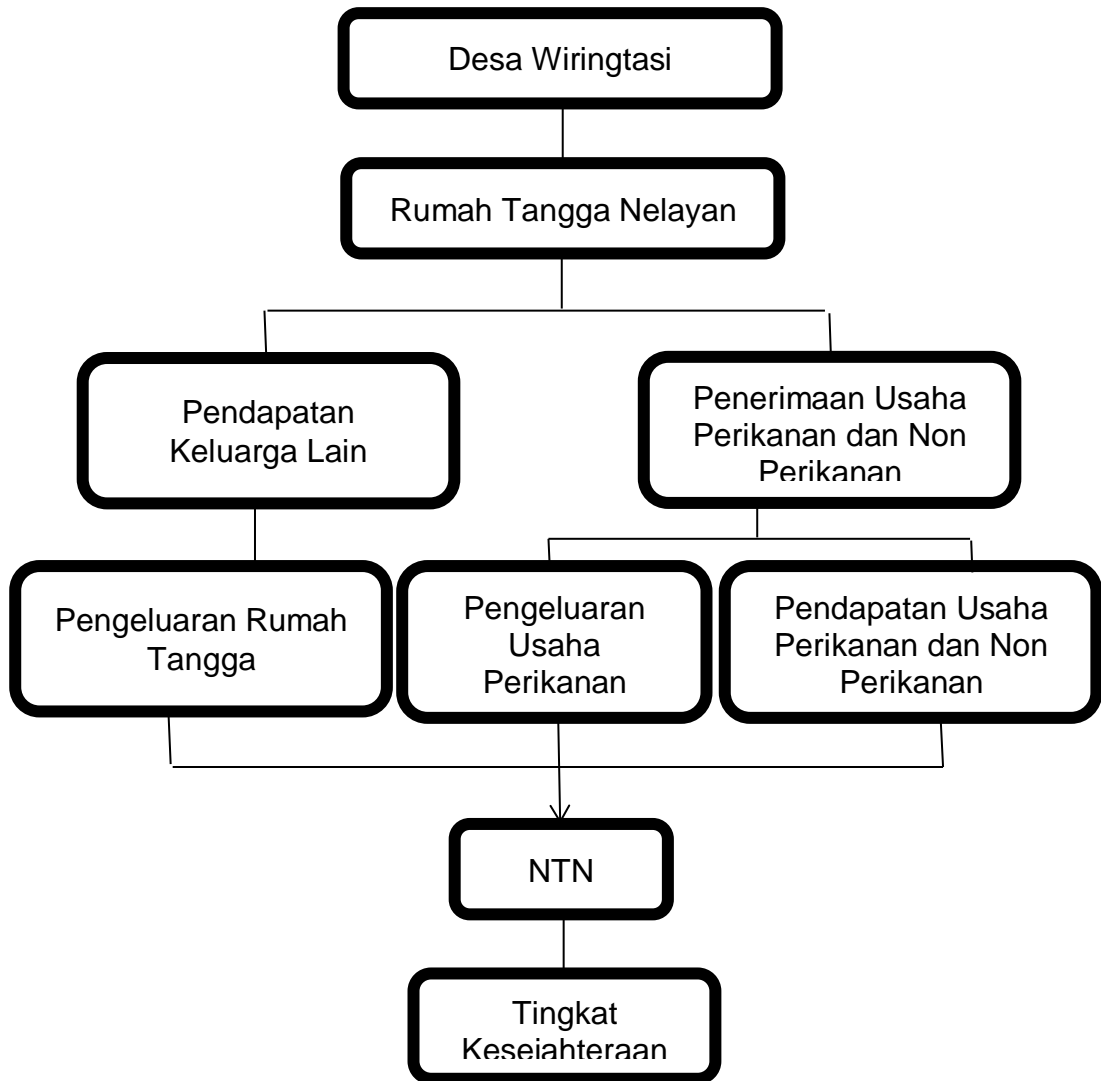 Desa Wiringtasi
Rumah Tangga Nelayan
Pendapatan
Keluarga Lain
Penerimaan Usaha
Perikanan dan Non
Perikanan
Pengeluaran Rumah
Tangga
Pengeluaran
Usaha
Perikanan
Pendapatan Usaha
Perikanan dan Non
Perikanan
NTN
Tingkat
Kesejahteraan